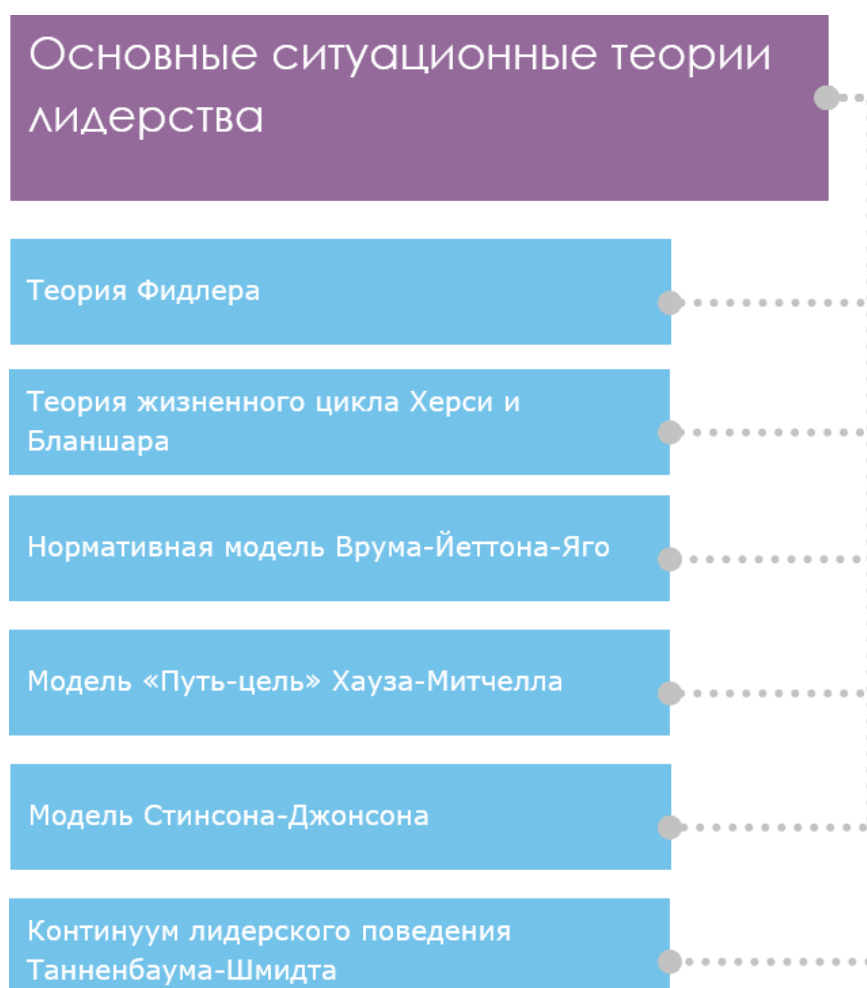 Основные ситуационные теории
лидерства
Теория Фидлера
Теория жизненного цикла Херси и
Бланшара
Нормативная модель Врума-Йеттона-Яго
Модель «Путь-цель» Хауза-Митчелла
Модель Стинсона-Джонсона
Континуум лидерского поведения
Танненбаума-Шмидта